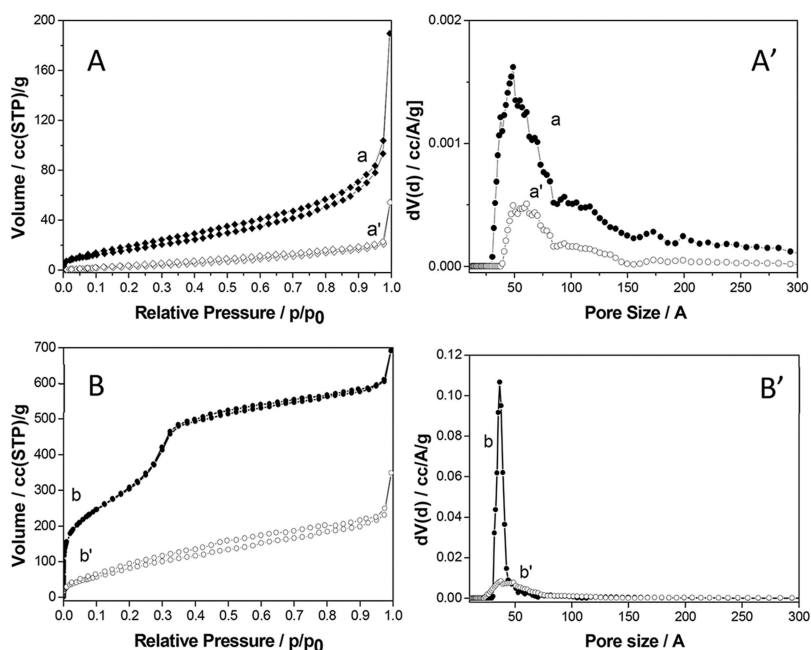 A
A'
200
160
120
80
40
0
Volume / cc(STP)/g
a
a'
0.0 0.1 0.2 0.3 0.4 0.5 0.6 0.7 0.8 0.9 1.0
Relative Pressure / p/p0
0.002
0.001
0.000
dV(d) / cc/A/g]
a
a'
50 100 150 200 250 300
Pore Size / A
B
B'
700
600
500
400
300
200
100
0
Volume / cc(STP)/g
b
b'
0.0 0.1 0.2 0.3 0.4 0.5 0.6 0.7 0.8 0.9 1.0
Relative Pressure / p/p0
0.12
0.10
0.08
0.06
0.04
0.02
0.00
dV(d) / cc/A/g
b
b'
50 100 150 200 250 300
Pore size / A